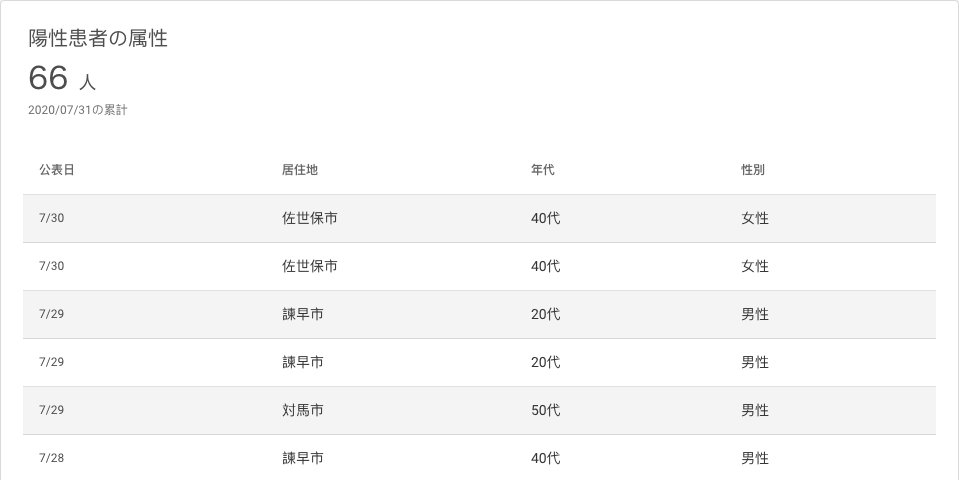 陽性患者の属性
66 人
2020/07/31の累計
公表日 居住地 年代 性別
7/30 佐世保市 40代 女性
7/30 佐世保市 40代 女性
7/29 諫早市 20代 男性
7/29 諫早市 20代 男性
7/29 対馬市 50代 男性
7/28 諫早市 40代 男性